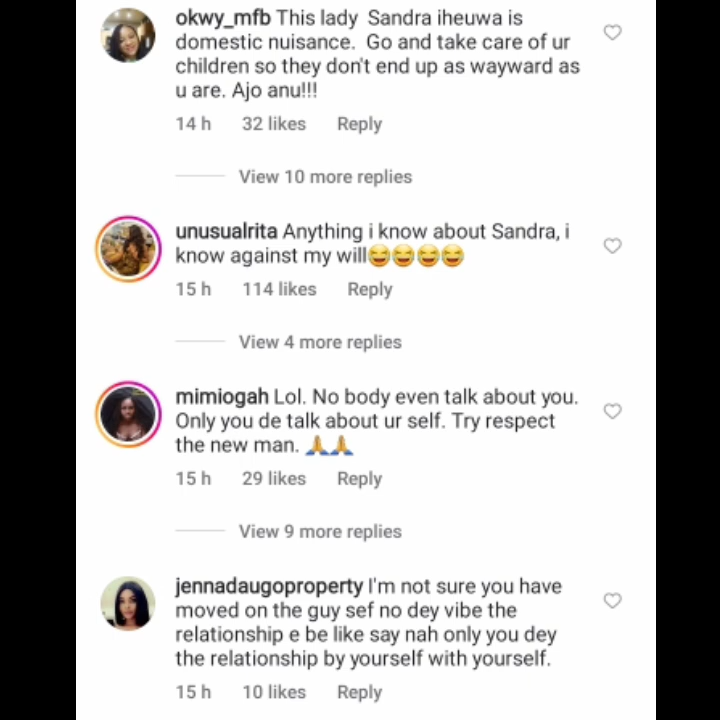 okwy_mfb This lady Sandra iheuwa is
domestic nuisance. Go and take care of ur
children so they don't end up as wayward as
u are. Ajo anu!!!
14 h 32 likes Reply
View 10 more replies
unusualrita Anything i know about Sandra, i
know against my will😆😆😆😆
15 h 114 likes Reply
View 4 more replies
mimiogah Lol. No body even talk about you.
Only you de talk about ur self. Try respect
the new man. 🙏🙏
15 h 29 likes Reply
View 9 more replies
jennadaugoproperty I'm not sure you have
moved on the guy sef no dey vibe the
relationship e be like say nah only you dey
the relationship by yourself with yourself.
15 h 10 likes Reply